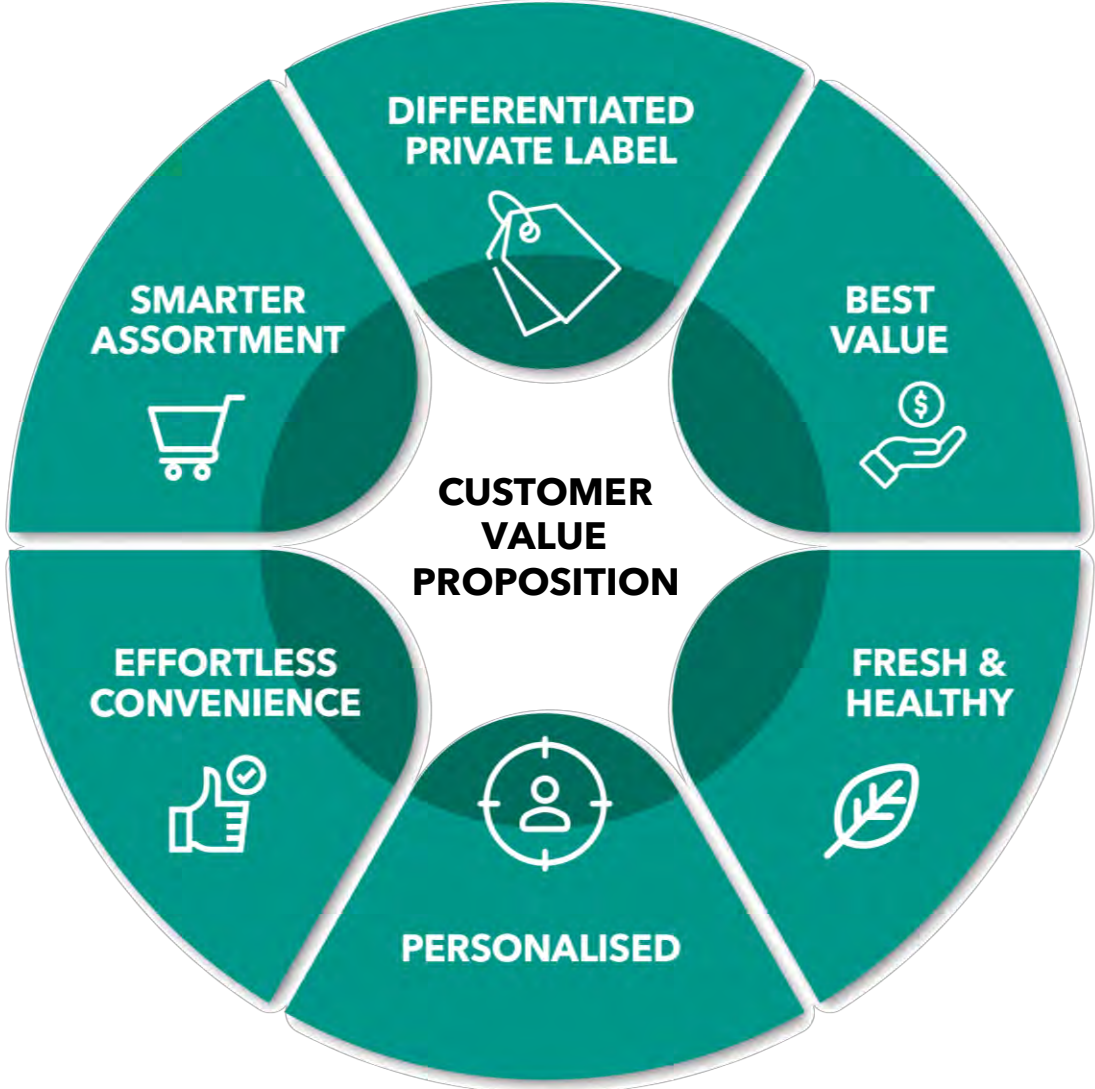 DIFFERENTIATED
PRIVATE LABEL
BEST
VALUE
$
FRESH &
HEALTHY
PERSONALISED
EFFORTLESS
CONVENIENCE
SMARTER
ASSORTMENT
CUSTOMER
VALUE
PROPOSITION